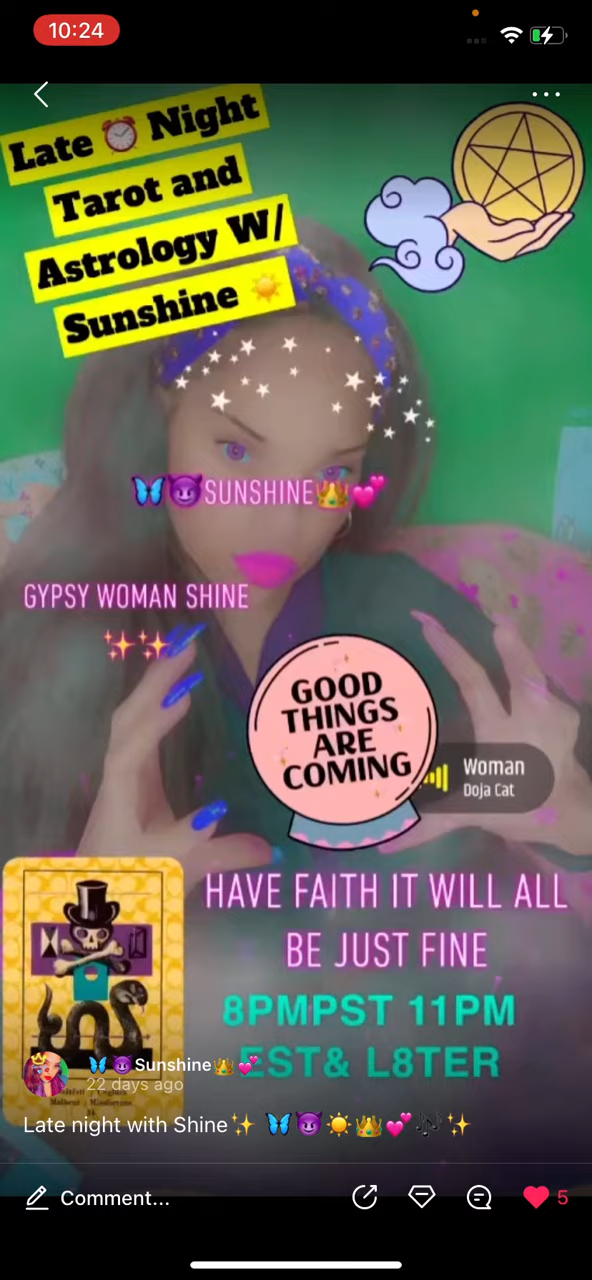 10:24
Late ⏰ Night
Tarot and
Astrology W/
Sunshine ☀️
🦋😈SUNSHINE👑💕
GYPSY WOMAN SHINE
✨✨
GOOD
THINGS
ARE
COMING
Woman
Doja Cat
HAVE FAITH IT WILL ALL
BE JUST FINE
8PMPST 11PM
EST& L8TER
🦋😈Sunshine👑💕
22 days ago
Late night with Shine✨ 🦋😈☀️👑💕🎶✨
Comment...
5